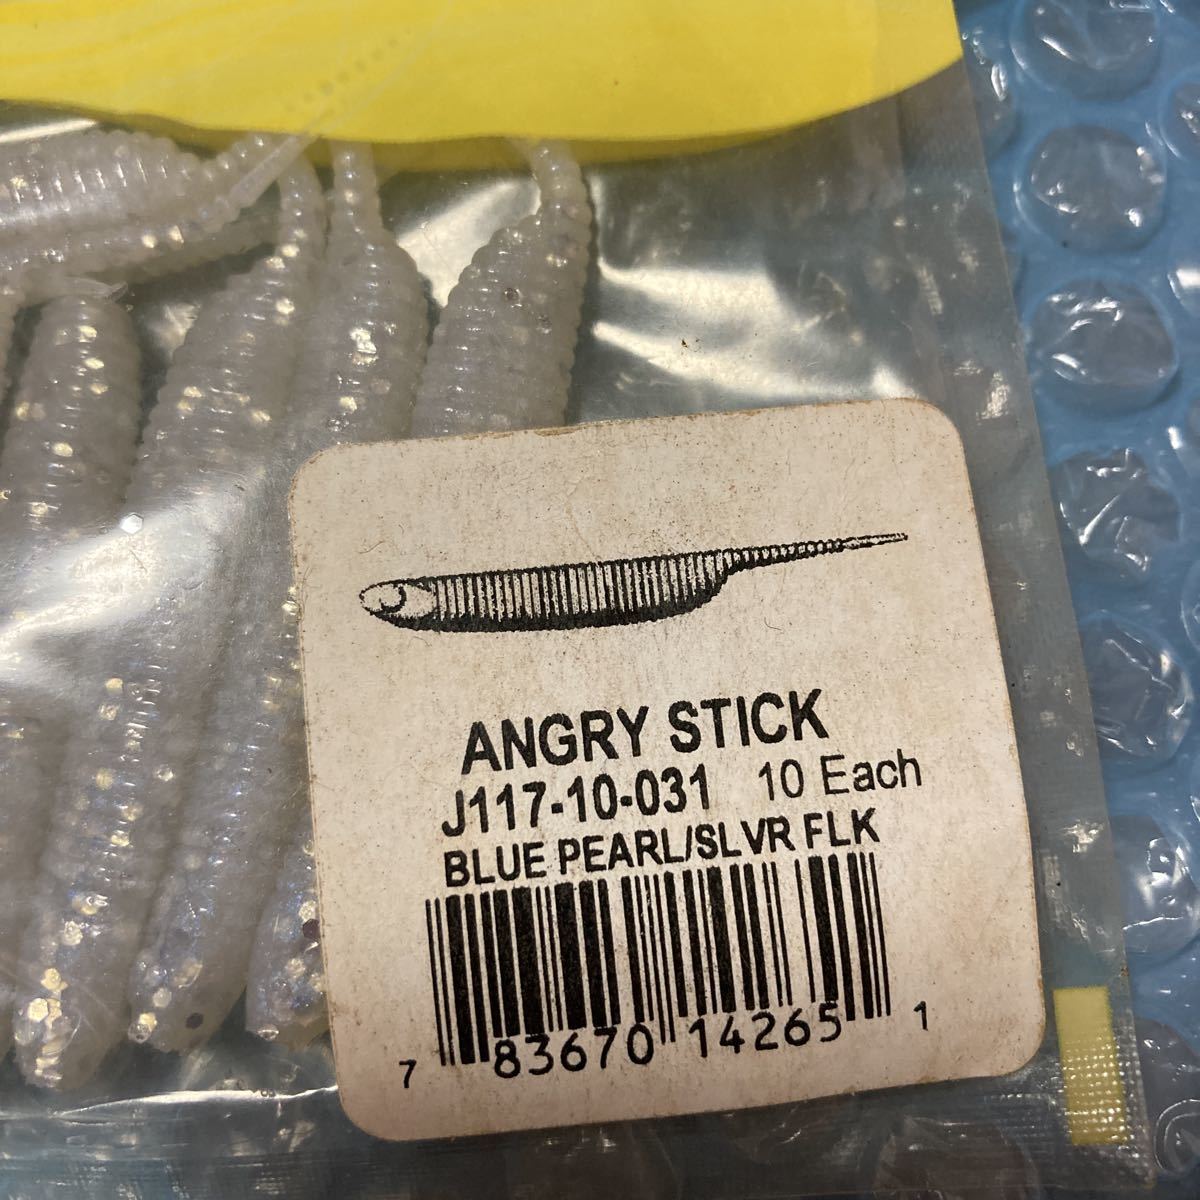 ANGRY STICK
J117-10-031 10 Each
BLUE PEARL/SLVR FLK
7 83670 14265 1